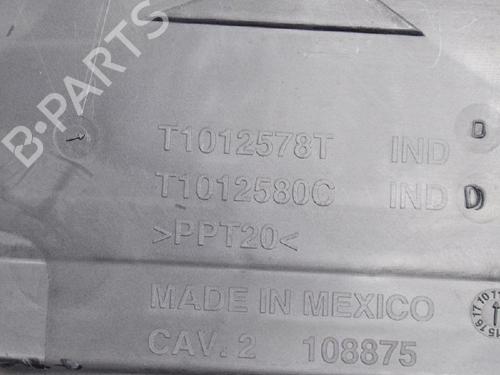 B-PARTS
T1012578T IND D
T1012580C IND D
>PPT20<
MADE IN MEXICO
CAV. 2 108875